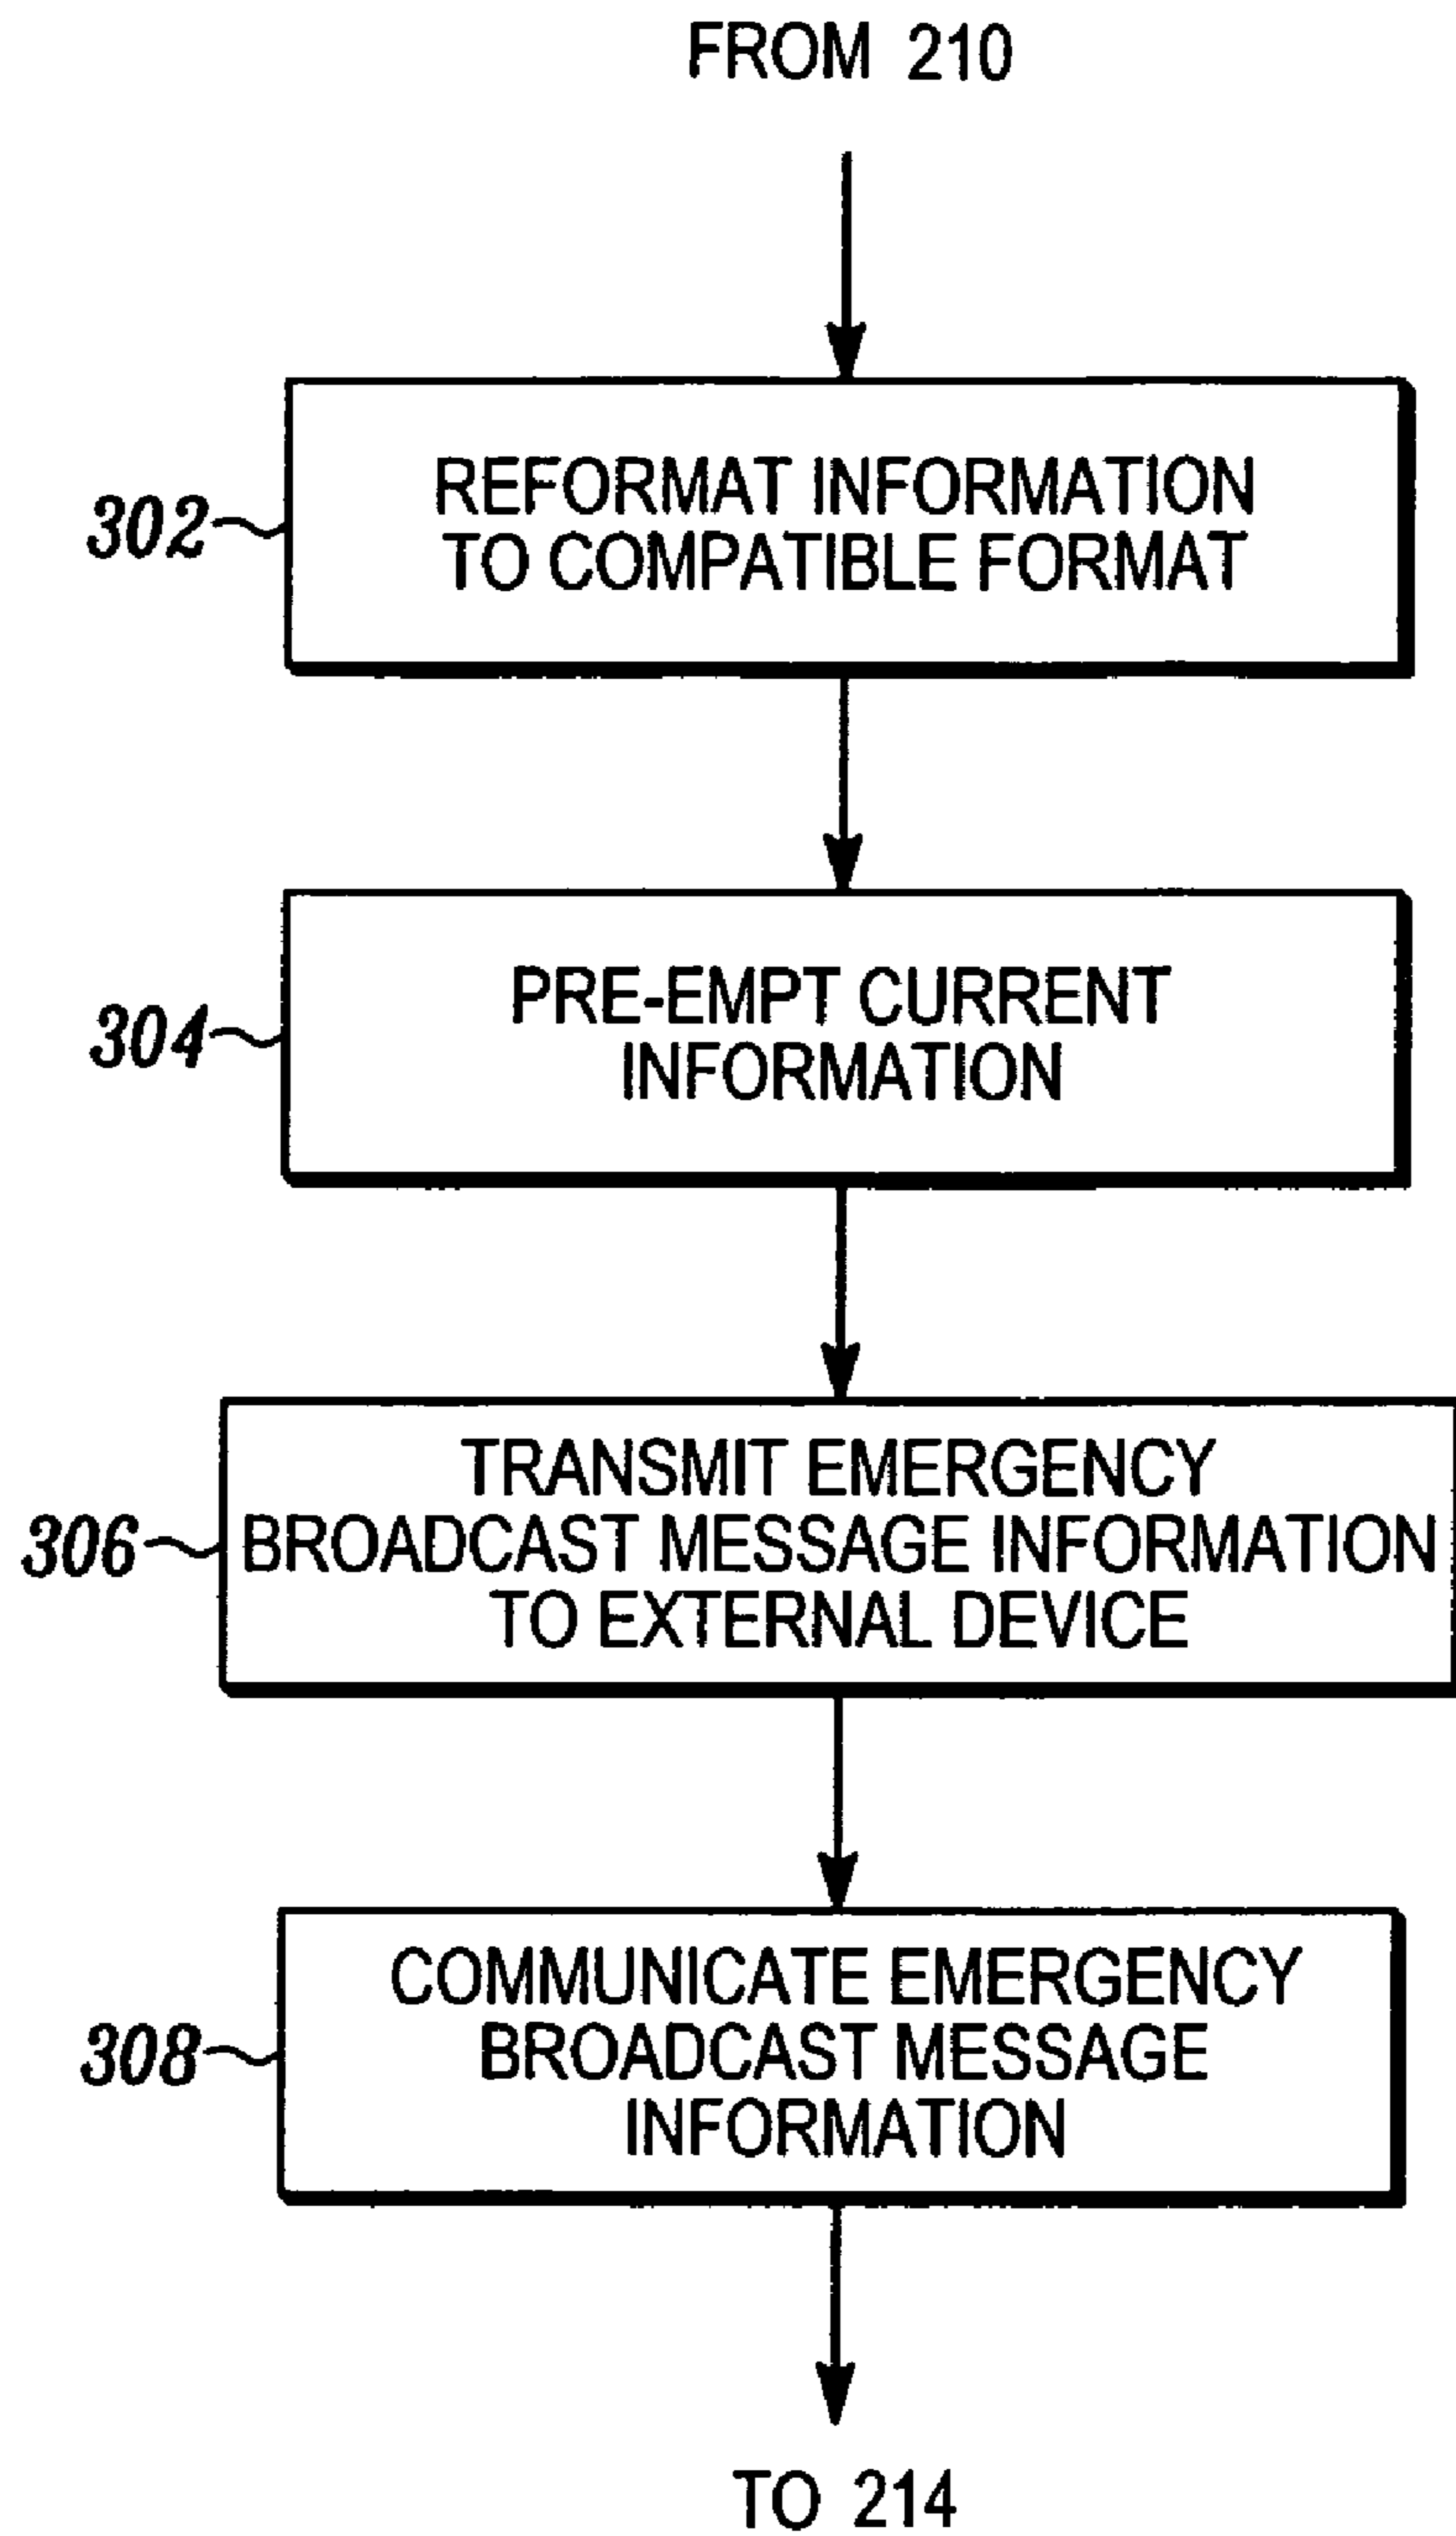 FROM 210
302
REFORMAT INFORMATION
TO COMPATIBLE FORMAT
304
PRE-EMPT CURRENT
INFORMATION
306
TRANSMIT EMERGENCY
BROADCAST MESSAGE INFORMATION
TO EXTERNAL DEVICE
308
COMMUNICATE EMERGENCY
BROADCAST MESSAGE
INFORMATION
TO 214